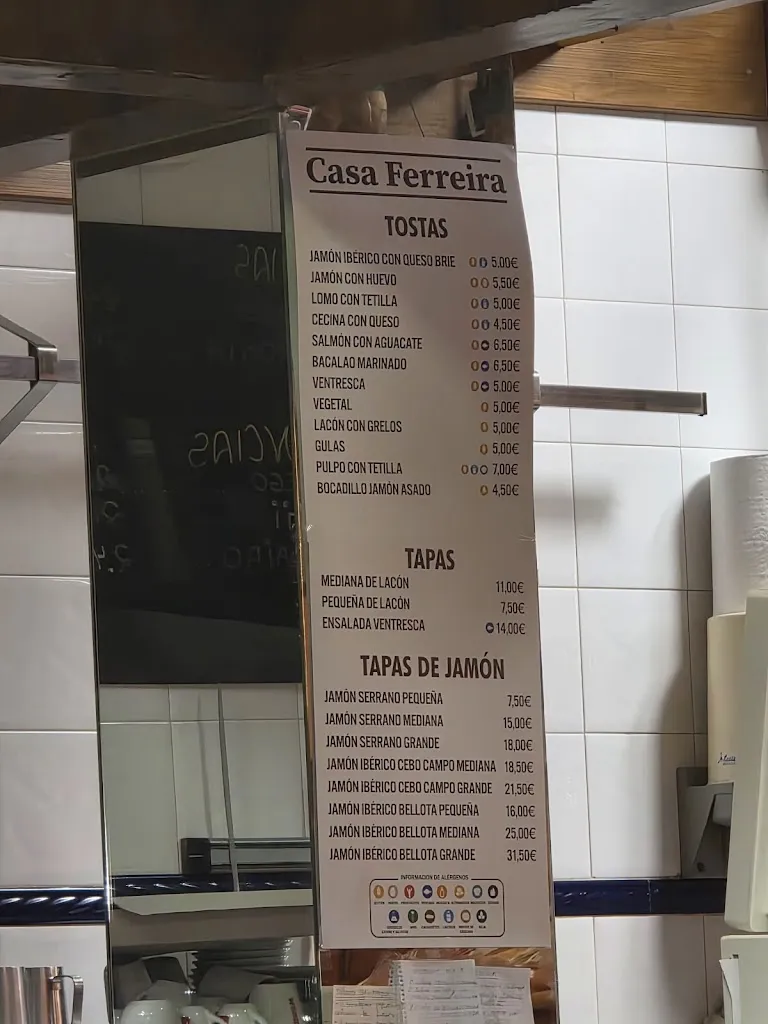 Casa Ferreira
TOSTAS
JAMÓN IBÉRICO CON QUESO BRIE 5.00€
JAMÓN CON HUEVO 5,50€
LOMO CON TETILLA 5,00€
CECINA CON QUESO 4,50€
SALMÓN CON AGUACATE 6,50€
BACALAO MARINADO 6,50€
VENTRESCA 5.00€
VEGETAL 5,00€
LACÓN CON GRELOS 5,00€
GULAS 5.00€
PULPO CON TETILLA 7,00€
BOCADILLO JAMÓN ASADO 4,50€
TAPAS
MEDIANA DE LACÓN 11,00€
PEQUEÑA DE LACÓN 7,50€
ENSALADA VENTRESCA 14,00€
TAPAS DE JAMÓN
JAMÓN SERRANO PEQUEÑA 7,50€
JAMÓN SERRANO MEDIANA 15,00€
JAMÓN SERRANO GRANDE 18,00€
JAMÓN IBÉRICO CEBO CAMPO MEDIANA 18,50€
JAMÓN IBÉRICO CEBO CAMPO GRANDE 21,50€
JAMÓN IBÉRICO BELLOTA PEQUEÑA 16,00€
JAMÓN IBÉRICO BELLOTA MEDIANA 25,00€
JAMÓN IBÉRICO BELLOTA GRANDE 31,50€
INFORMACIÓN DE ALÉRGENOS